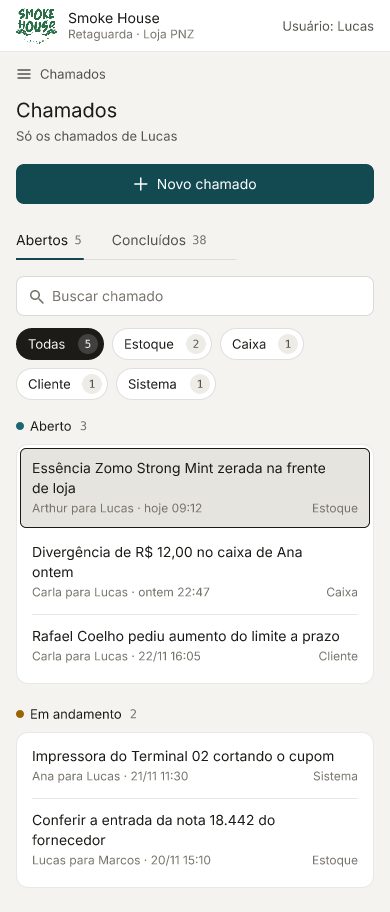 SMOKE HOUSE
Smoke House
Retaguarda · Loja PNZ
Usuário: Lucas
Chamados
Chamados
Só os chamados de Lucas
Novo chamado
Abertos 5
Concluídos 38
Buscar chamado
Todas 5
Estoque 2
Caixa 1
Cliente 1
Sistema 1
Aberto 3
Essência Zomo Strong Mint zerada na frente
de loja
Arthur para Lucas · hoje 09:12
Estoque
Divergência de R$ 12,00 no caixa de Ana
ontem
Carla para Lucas · ontem 22:47
Caixa
Rafael Coelho pediu aumento do limite a prazo
Carla para Lucas · 22/11 16:05
Cliente
Em andamento 2
Impressora do Terminal 02 cortando o cupom
Ana para Lucas · 21/11 11:30
Sistema
Conferir a entrada da nota 18.442 do
fornecedor
Lucas para Marcos · 20/11 15:10
Estoque